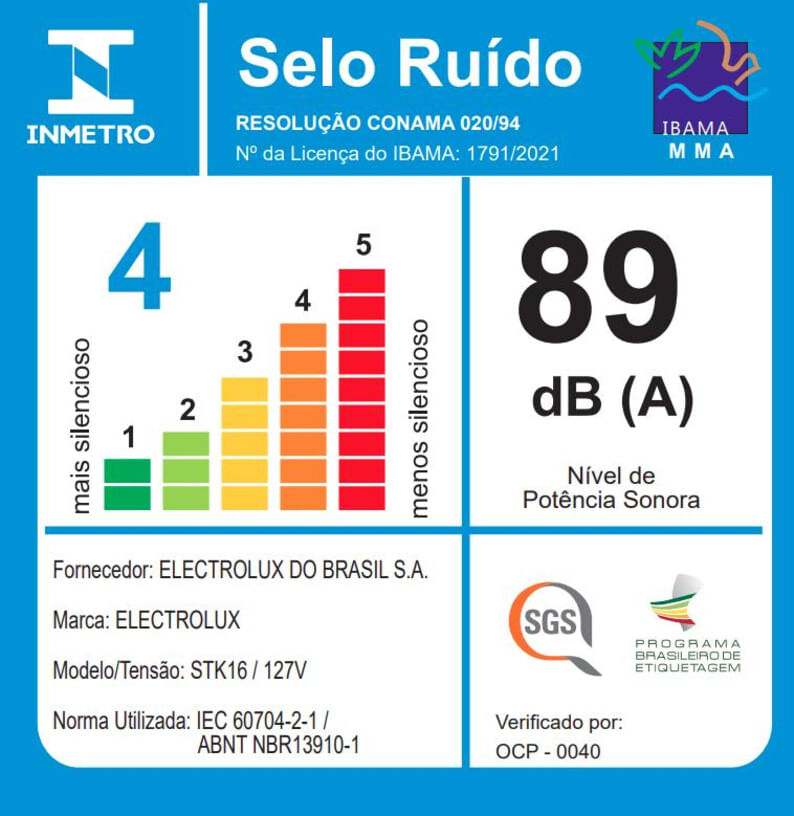 INMETRO
Selo Ruído
RESOLUÇÃO CONAMA 020/94
Nº da Licença do IBAMA: 1791/2021
IBAMA
MMA
4
mais silencioso
1
2
3
4
5
menos silencioso
89
dB (A)
Nível de
Potência Sonora
Fornecedor: ELECTROLUX DO BRASIL S.A.
Marca: ELECTROLUX
Modelo/Tensão: STK16 / 127V
Norma Utilizada: IEC 60704-2-1 /
ABNT NBR13910-1
SGS
PROGRAMA
BRASILEIRO DE
ETIQUETAGEM
Verificado por:
OCP - 0040